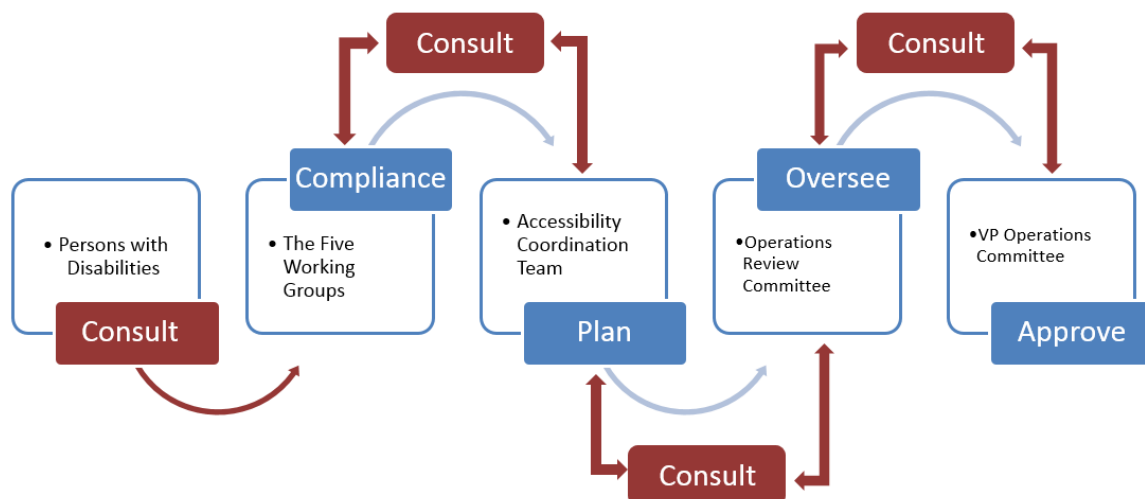 Consult
Consult
Compliance
Oversee
• Persons with
Disabilities
• The Five
Working
Groups
• Accessibility
Coordination
Team
•Operations
Review
Committee
•VP Operations
Committee
Consult
Plan
Approve
Consult